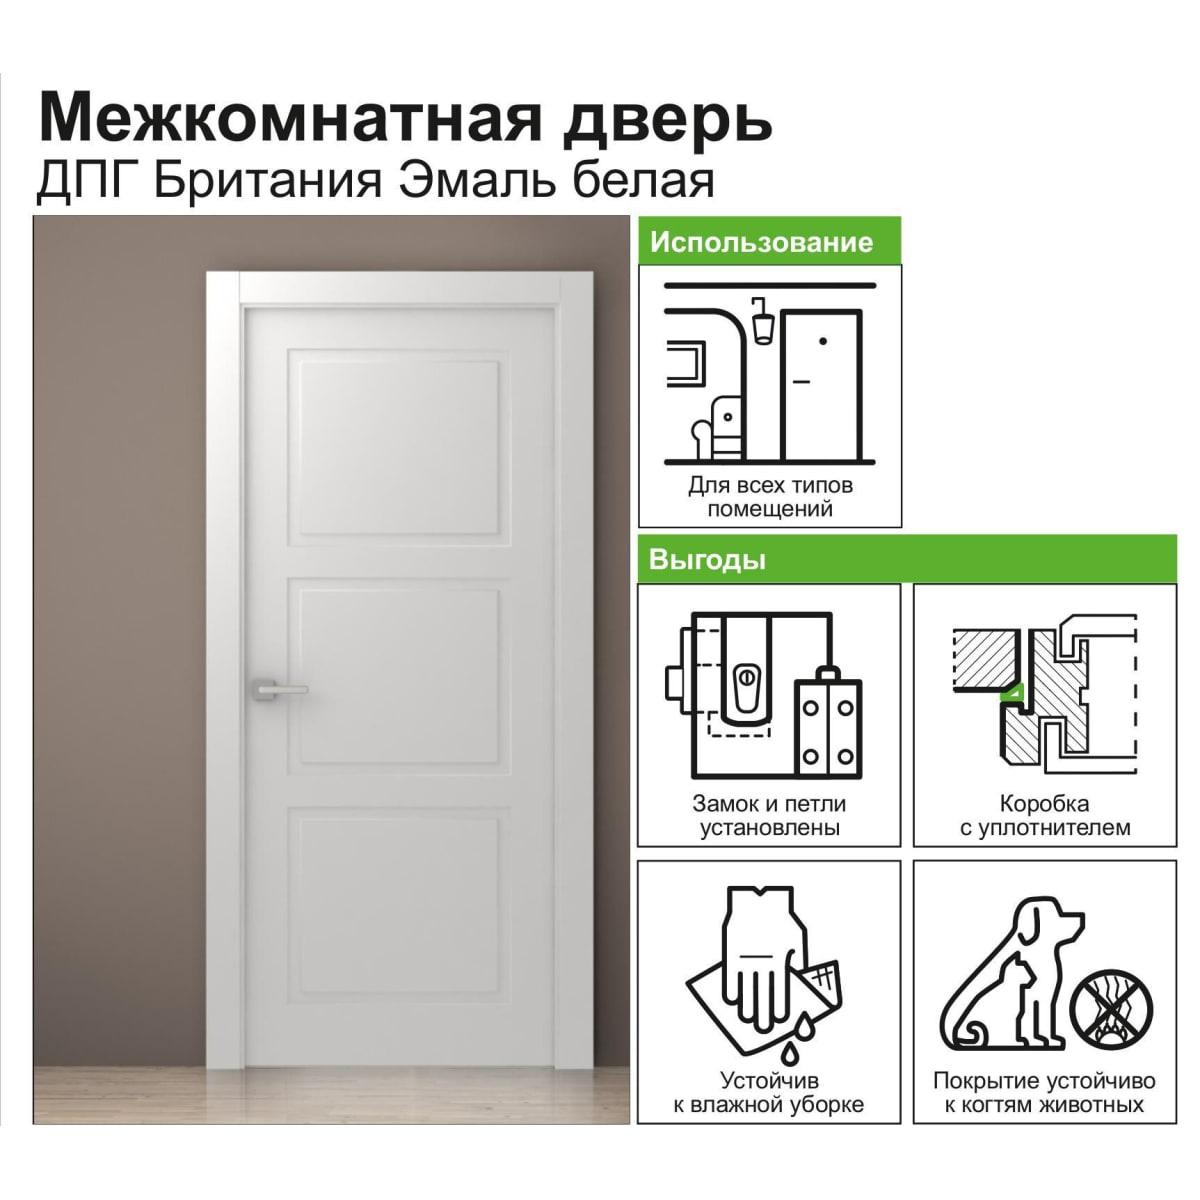 Межкомнатная дверь
ДПГ Британия Эмаль белая
Использование
Для всех типов
помещений
Выгоды
Замок и петли
установлены
Коробка
с уплотнителем
Устойчив
к влажной уборке
Покрытие устойчиво
к когтям животных